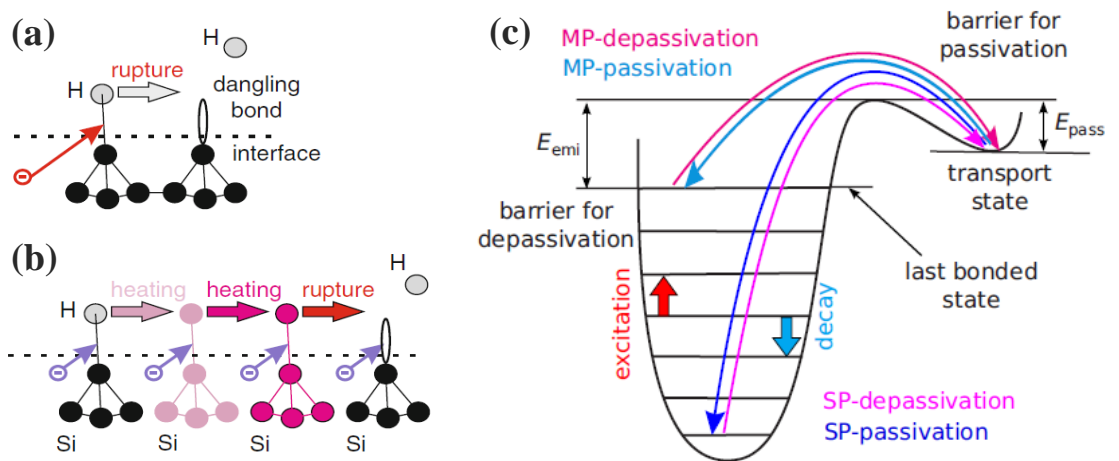 (a)
H
H
rupture
dangling
bond
interface
(b)
H
H
heating
heating
rupture
Si
Si
Si
Si
(c)
MP-depassivation
MP-passivation
barrier for
passivation
E_emi
E_pass
transport
state
barrier for
depassivation
last bonded
state
excitation
decay
SP-depassivation
SP-passivation